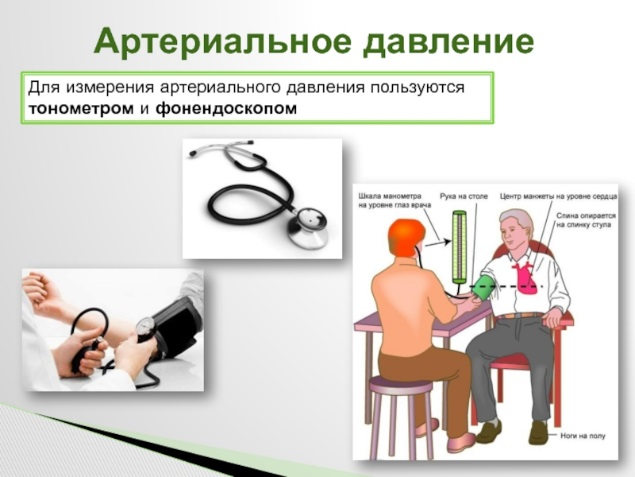 Артериальное давление
Для измерения артериального давления пользуются
тонометром и фонендоскопом
Шкала манометра
на уровне глаз врача
Рука на столе
Центр манжеты на уровне сердца
Спина опирается
на спинку стула
Ноги на полу